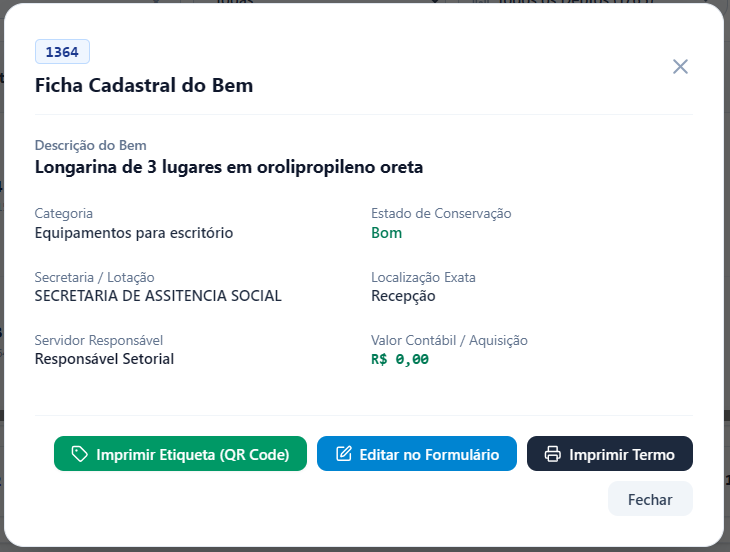 1364
Ficha Cadastral do Bem
Descrição do Bem
Longarina de 3 lugares em orolipropileno oreta
Categoria
Equipamentos para escritório
Estado de Conservação
Bom
Secretaria / Lotação
SECRETARIA DE ASSITENCIA SOCIAL
Localização Exata
Recepção
Servidor Responsável
Responsável Setorial
Valor Contábil / Aquisição
R$ 0,00
Imprimir Etiqueta (QR Code)
Editar no Formulário
Imprimir Termo
Fechar